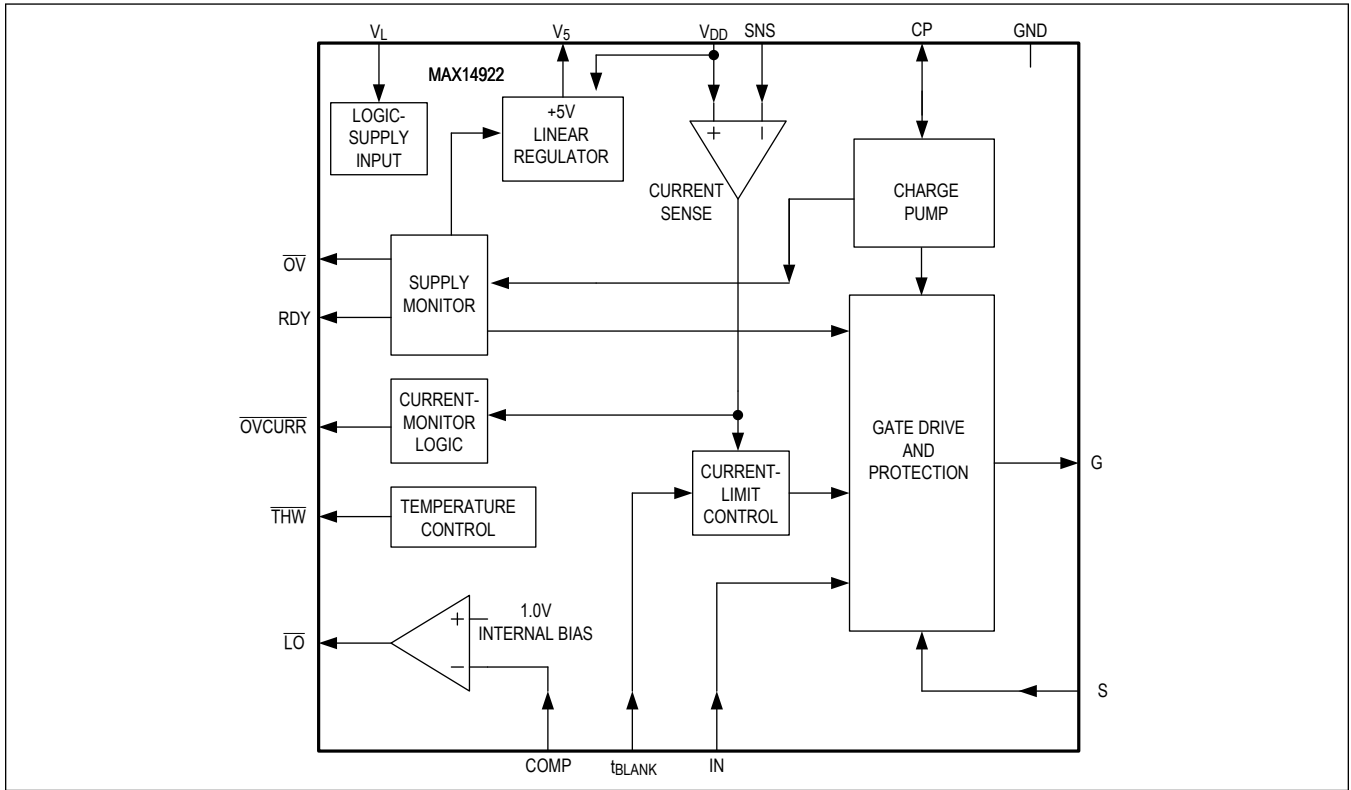 VL V5 VDD SNS CP GND
MAX14922
LOGIC-
SUPPLY
INPUT
+5V
LINEAR
REGULATOR
+ –
CURRENT
SENSE
CHARGE
PUMP
OV
RDY
SUPPLY
MONITOR
OVCURR
CURRENT-
MONITOR
LOGIC
CURRENT-
LIMIT
CONTROL
GATE DRIVE
AND
PROTECTION
G
THW
TEMPERATURE
CONTROL
LO
+
–
1.0V
INTERNAL BIAS
S
COMP tBLANK IN